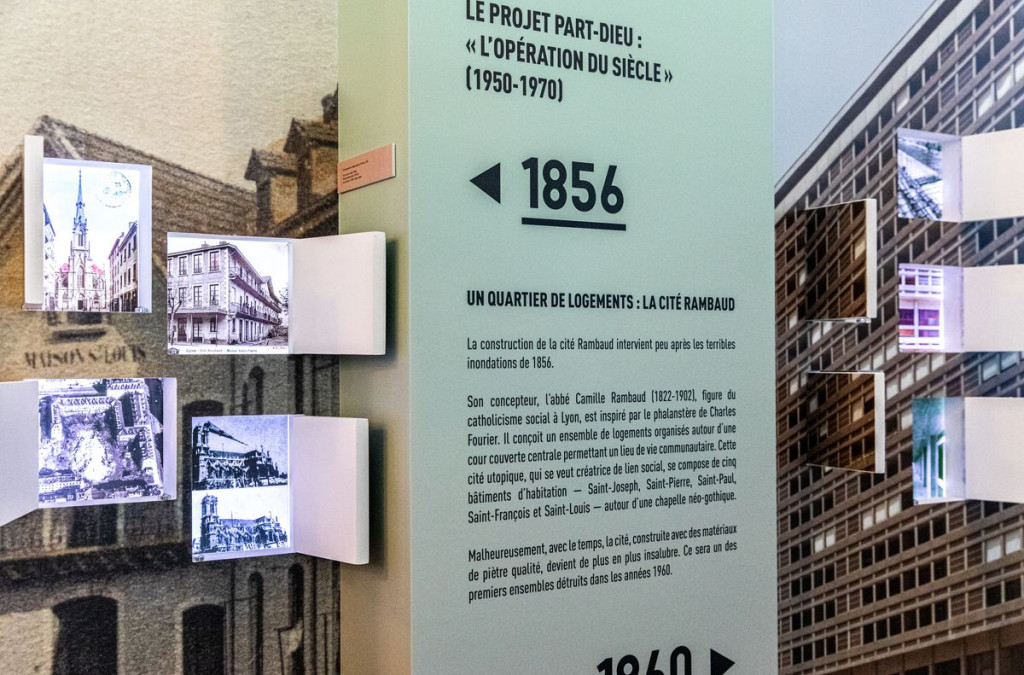 LE PROJET PART-DIEU :
« L'OPÉRATION DU SIÈCLE »
(1950-1970)
1856
UN QUARTIER DE LOGEMENTS : LA CITÉ RAMBAUD
La construction de la cité Rambaud intervient peu après les terribles
inondations de 1856.
Son concepteur, l'abbé Camille Rambaud (1822-1902), figure du
catholicisme social à Lyon, est inspiré par le phalanstère de Charles
Fourier. Il conçoit un ensemble de logements organisés autour d'une
cour couverte centrale permettant un lieu de vie communautaire. Cette
cité utopique, qui se veut créatrice de lien social, se compose de cinq
bâtiments d'habitation — Saint-Joseph, Saint-Pierre, Saint-Paul,
Saint-François et Saint-Louis — autour d'une chapelle néo-gothique.
Malheureusement, avec le temps, la cité, construite avec des matériaux
de piètre qualité, devient de plus en plus insalubre. Ce sera un des
premiers ensembles détruits dans les années 1960.
1960
MAISON St LOUIS